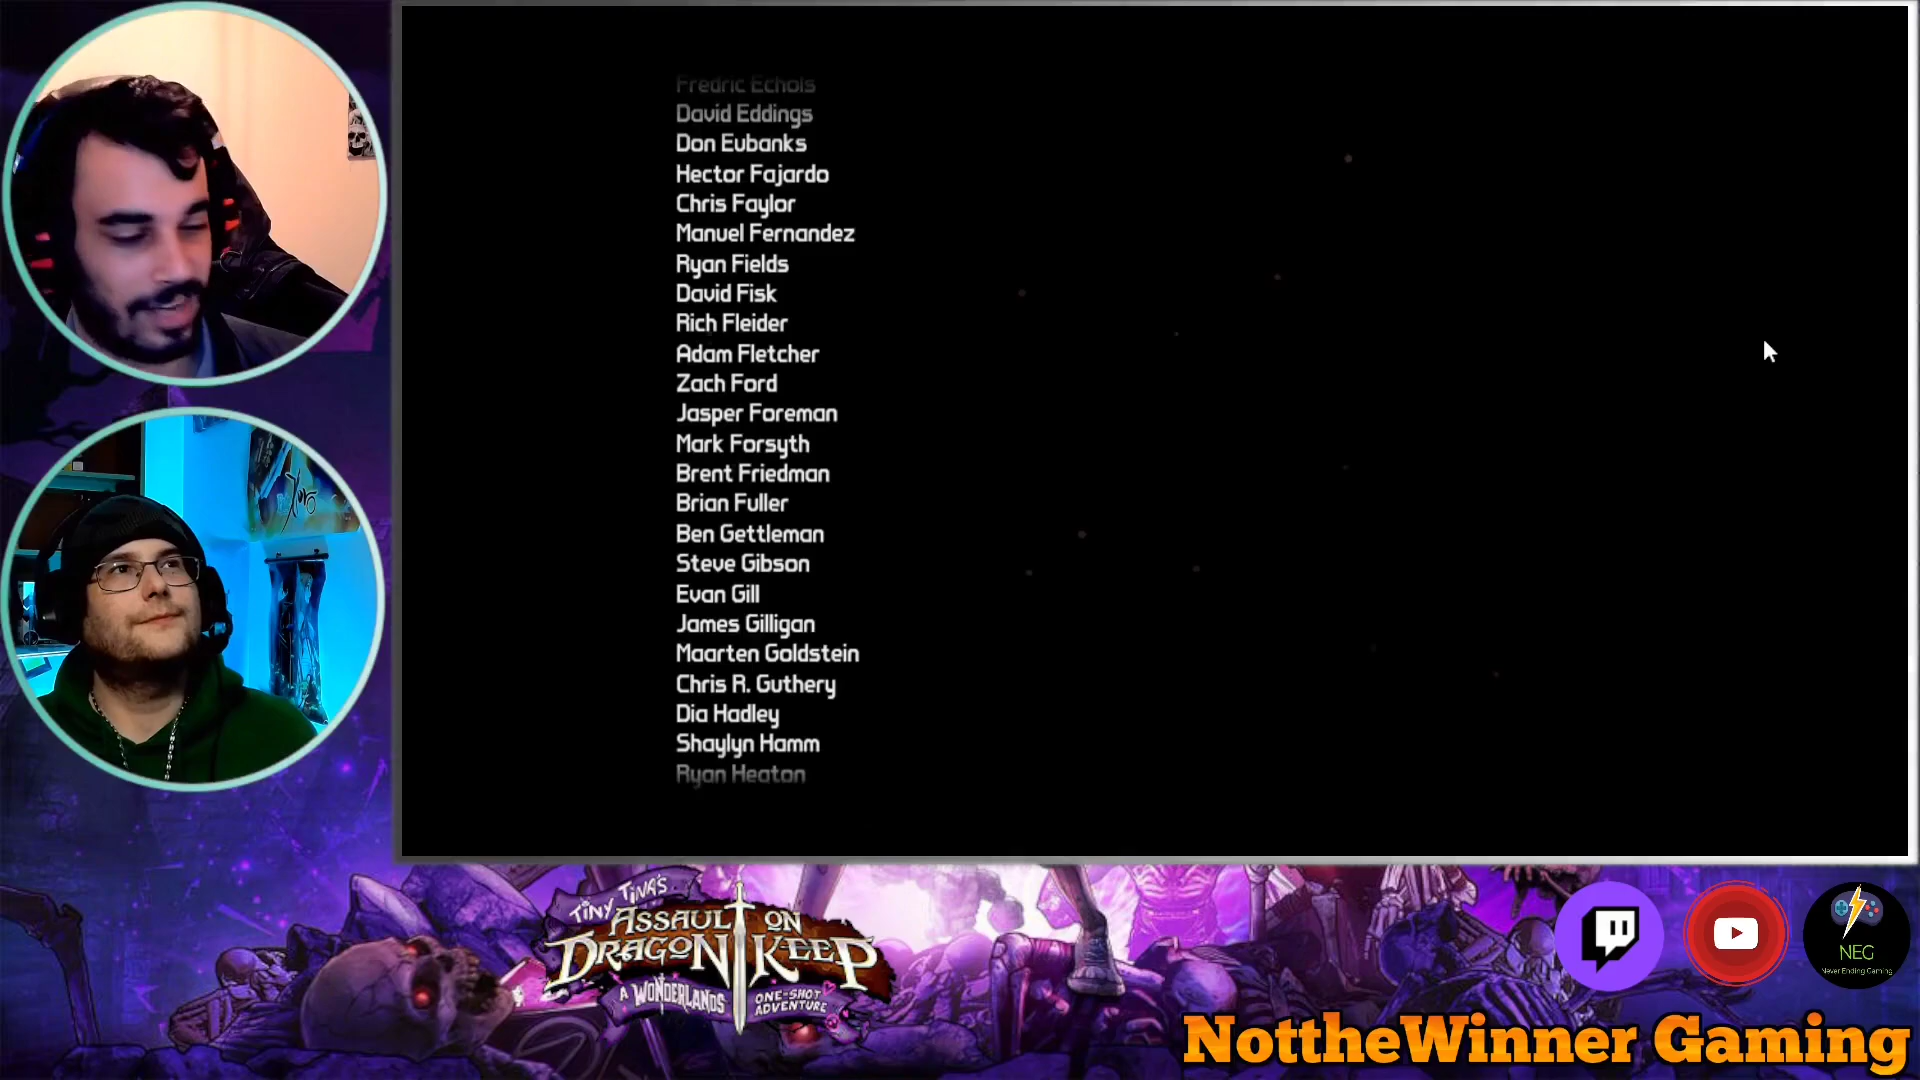 Fredric Echols
David Eddings
Don Eubanks
Hector Fajardo
Chris Faylor
Manuel Fernandez
Ryan Fields
David Fisk
Rich Fleider
Adam Fletcher
Zach Ford
Jasper Foreman
Mark Forsyth
Brent Friedman
Brian Fuller
Ben Gettleman
Steve Gibson
Evan Gill
James Gilligan
Maarten Goldstein
Chris R. Guthery
Dia Hadley
Shaylyn Hamm
Ryan Heaton
TINY TINA'S
ASSAULT ON
DRAGON KEEP
A WONDERLANDS
ONE-SHOT
ADVENTURE
NEG
Never Ending Gaming
NottheWinner Gaming